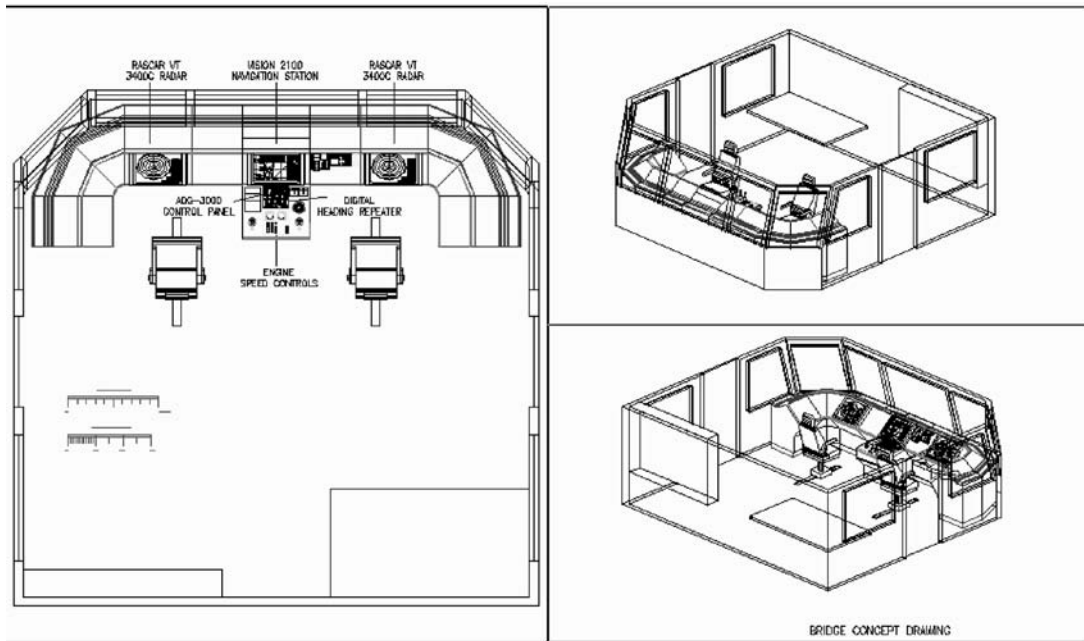 RASCAR VT
3400C RADAR
VISION 2100
NAVIGATION STATION
RASCAR VT
3400C RADAR
ADG-3000
CONTROL PANEL
DIGITAL
HEADING REPEATER
ENGINE
SPEED CONTROLS
BRIDGE CONCEPT DRAWING